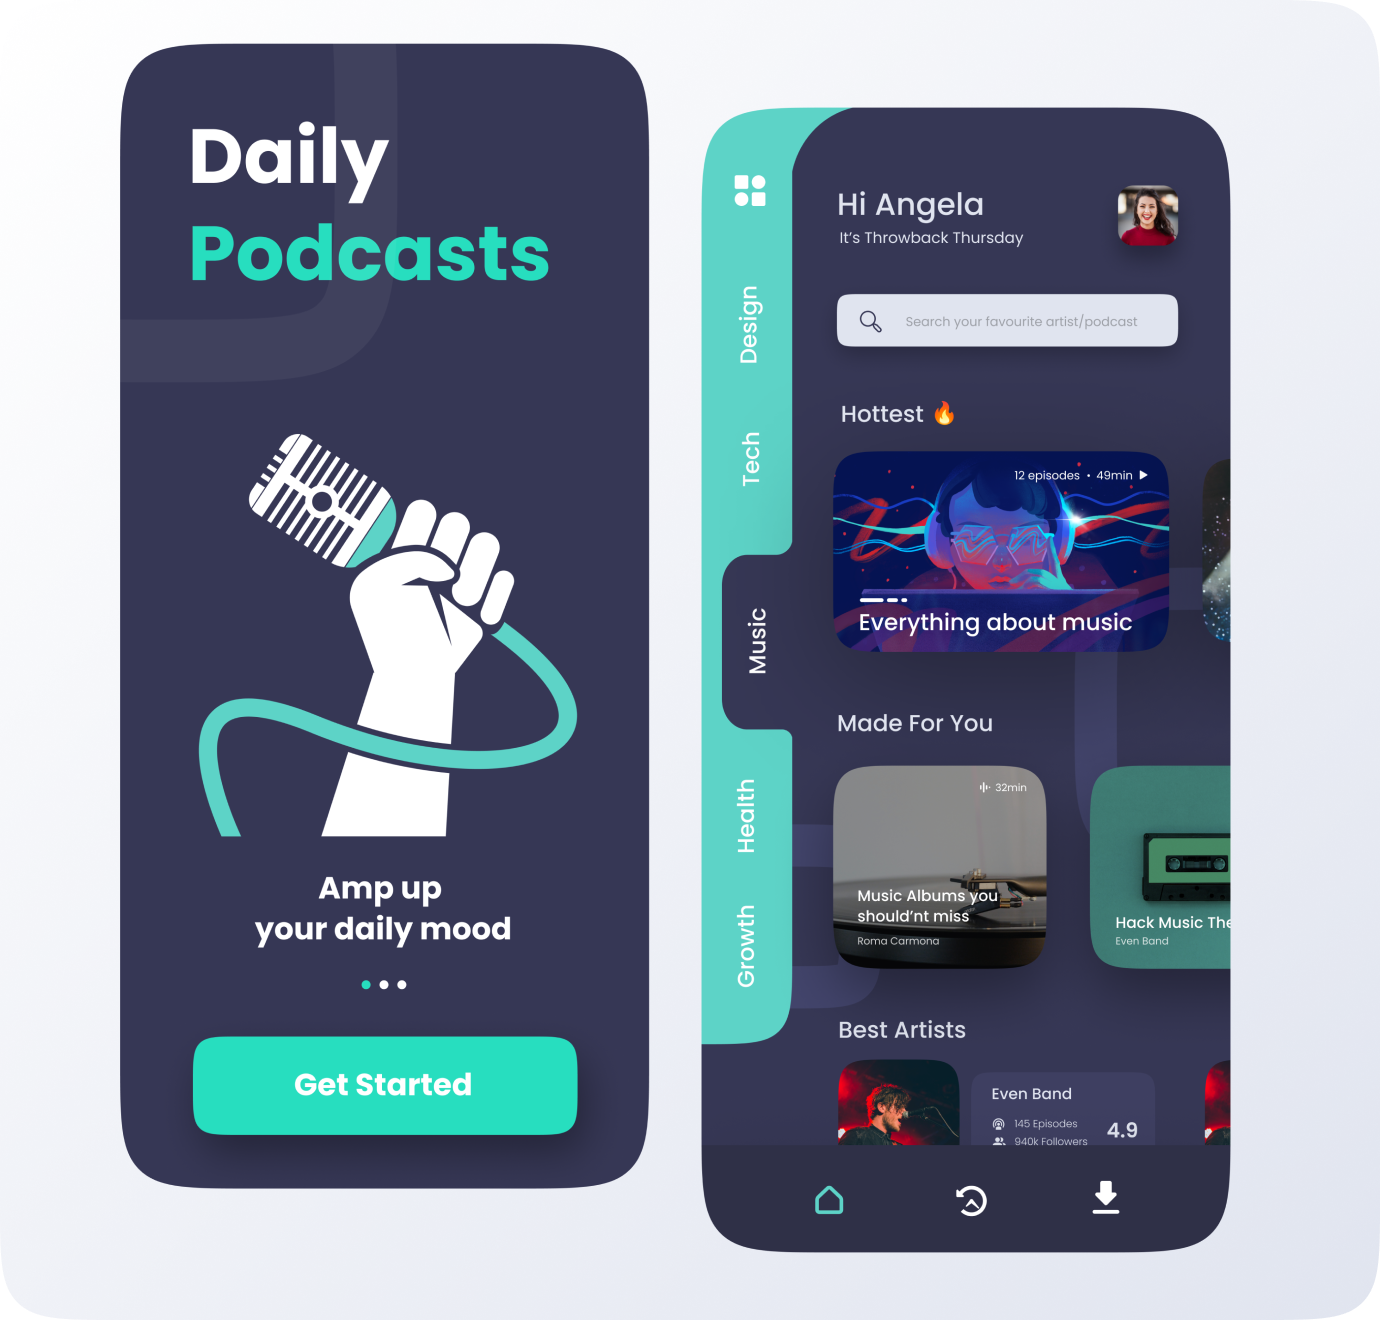 Daily
Podcasts
Amp up
your daily mood
Get Started
Design
Tech
Music
Health
Growth
Hi Angela
It's Throwback Thursday
Search your favourite artist/podcast
Hottest 🔥
12 episodes • 49min
Everything about music
Made For You
32min
Music Albums you
should'nt miss
Roma Carmona
Hack Music The
Even Band
Best Artists
Even Band
145 Episodes
4.9
940k Followers